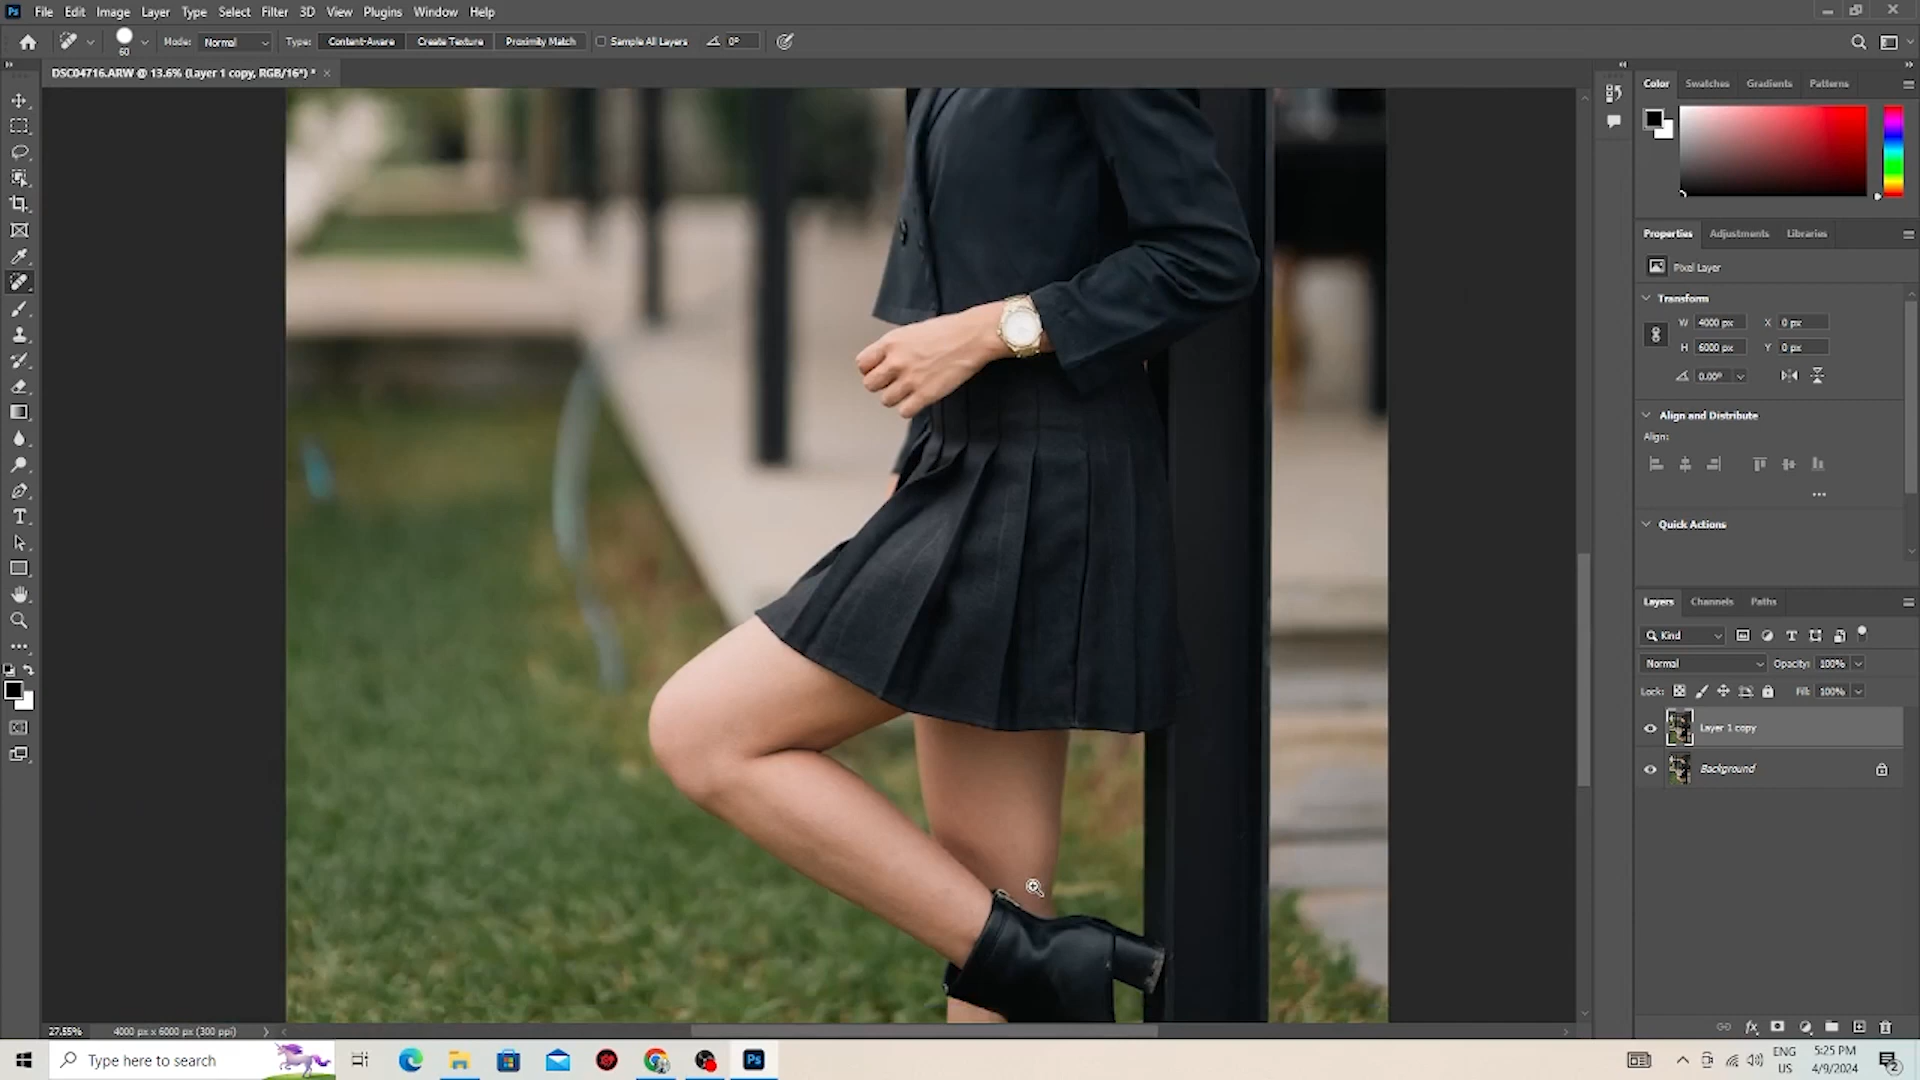 Ps File Edit Image Layer Type Select Filter 3D View Plugins Window Help
60 Mode: Normal Type: Content-Aware Create Texture Proximity Match Sample All Layers 0°
DSC04716.ARW @ 13.6% (Layer 1 copy, RGB/16*) * ×
Color Swatches Gradients Patterns
Properties Adjustments Libraries
Pixel Layer
Transform
W 4000 px X 0 px
H 6000 px Y 0 px
0.00°
Align and Distribute
Align:
Quick Actions
Layers Channels Paths
Kind
Normal Opacity: 100%
Lock: Fill: 100%
Layer 1 copy
Background
27.55% 4000 px x 6000 px (300 ppi)
Type here to search
Ps
ENG
US
5:25 PM
4/9/2024
2